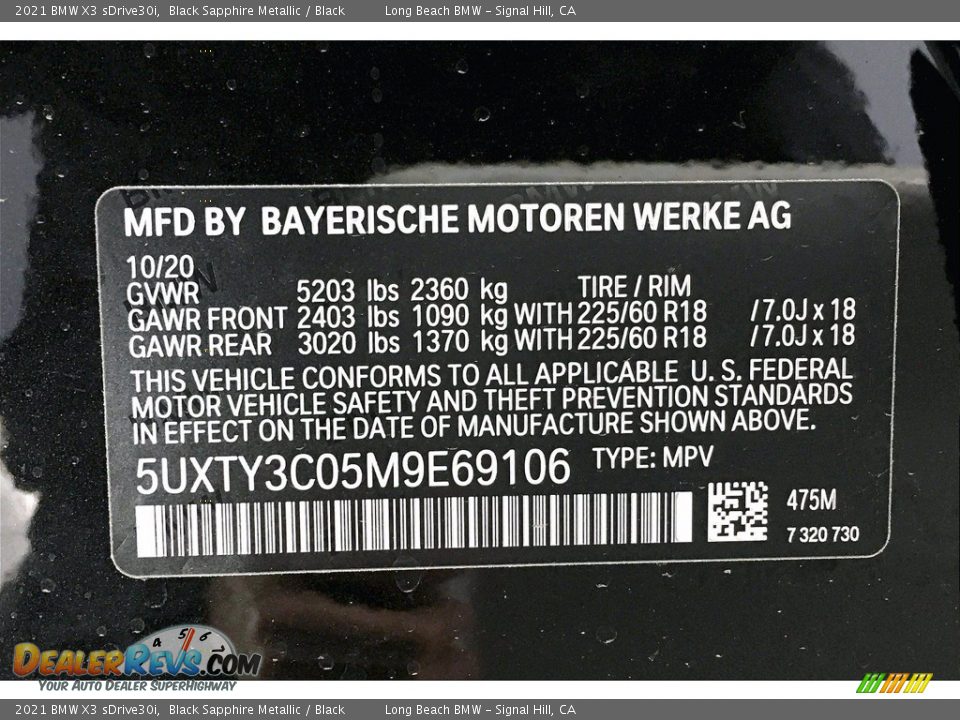 2021 BMW X3 sDrive30i, Black Sapphire Metallic / Black Long Beach BMW - Signal Hill, CA
MFD BY BAYERISCHE MOTOREN WERKE AG
10/20
GVWR 5203 lbs 2360 kg TIRE / RIM
GAWR FRONT 2403 lbs 1090 kg WITH 225/60 R18 /7.0J x 18
GAWR REAR 3020 lbs 1370 kg WITH 225/60 R18 /7.0J x 18
THIS VEHICLE CONFORMS TO ALL APPLICABLE U. S. FEDERAL
MOTOR VEHICLE SAFETY AND THEFT PREVENTION STANDARDS
IN EFFECT ON THE DATE OF MANUFACTURE SHOWN ABOVE.
5UXTY3C05M9E69106 TYPE: MPV
475M
7 320 730
4 5 6 7
DEALERREVS.COM
YOUR AUTO DEALER SUPERHIGHWAY
2021 BMW X3 sDrive30i, Black Sapphire Metallic / Black Long Beach BMW - Signal Hill, CA